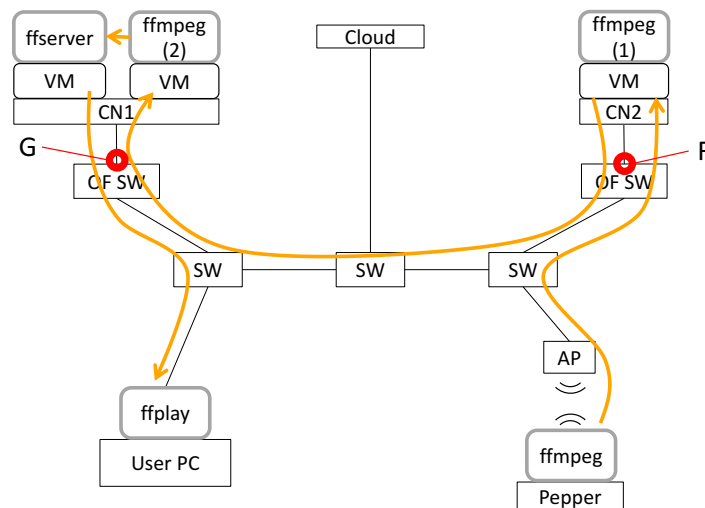 ffserver
ffmpeg
(2)
Cloud
ffmpeg
(1)
VM
VM
VM
CN1
CN2
G
F
OF SW
OF SW
SW
SW
SW
AP
ffplay
User PC
ffmpeg
Pepper